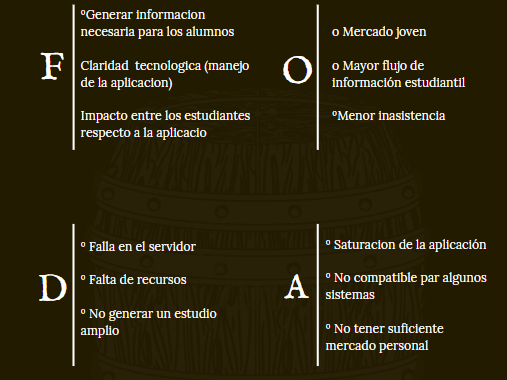 F
ºGenerar informacion
necesaria para los alumnos
Claridad tecnologica (manejo
de la aplicacion)
Impacto entre los estudiantes
respecto a la aplicacio
O
o Mercado joven
o Mayor flujo de
información estudiantil
ºMenor inasistencia
D
º Falla en el servidor
º Falta de recursos
º No generar un estudio
amplio
A
º Saturacion de la aplicación
º No compatible par algunos
sistemas
º No tener suficiente
mercado personal